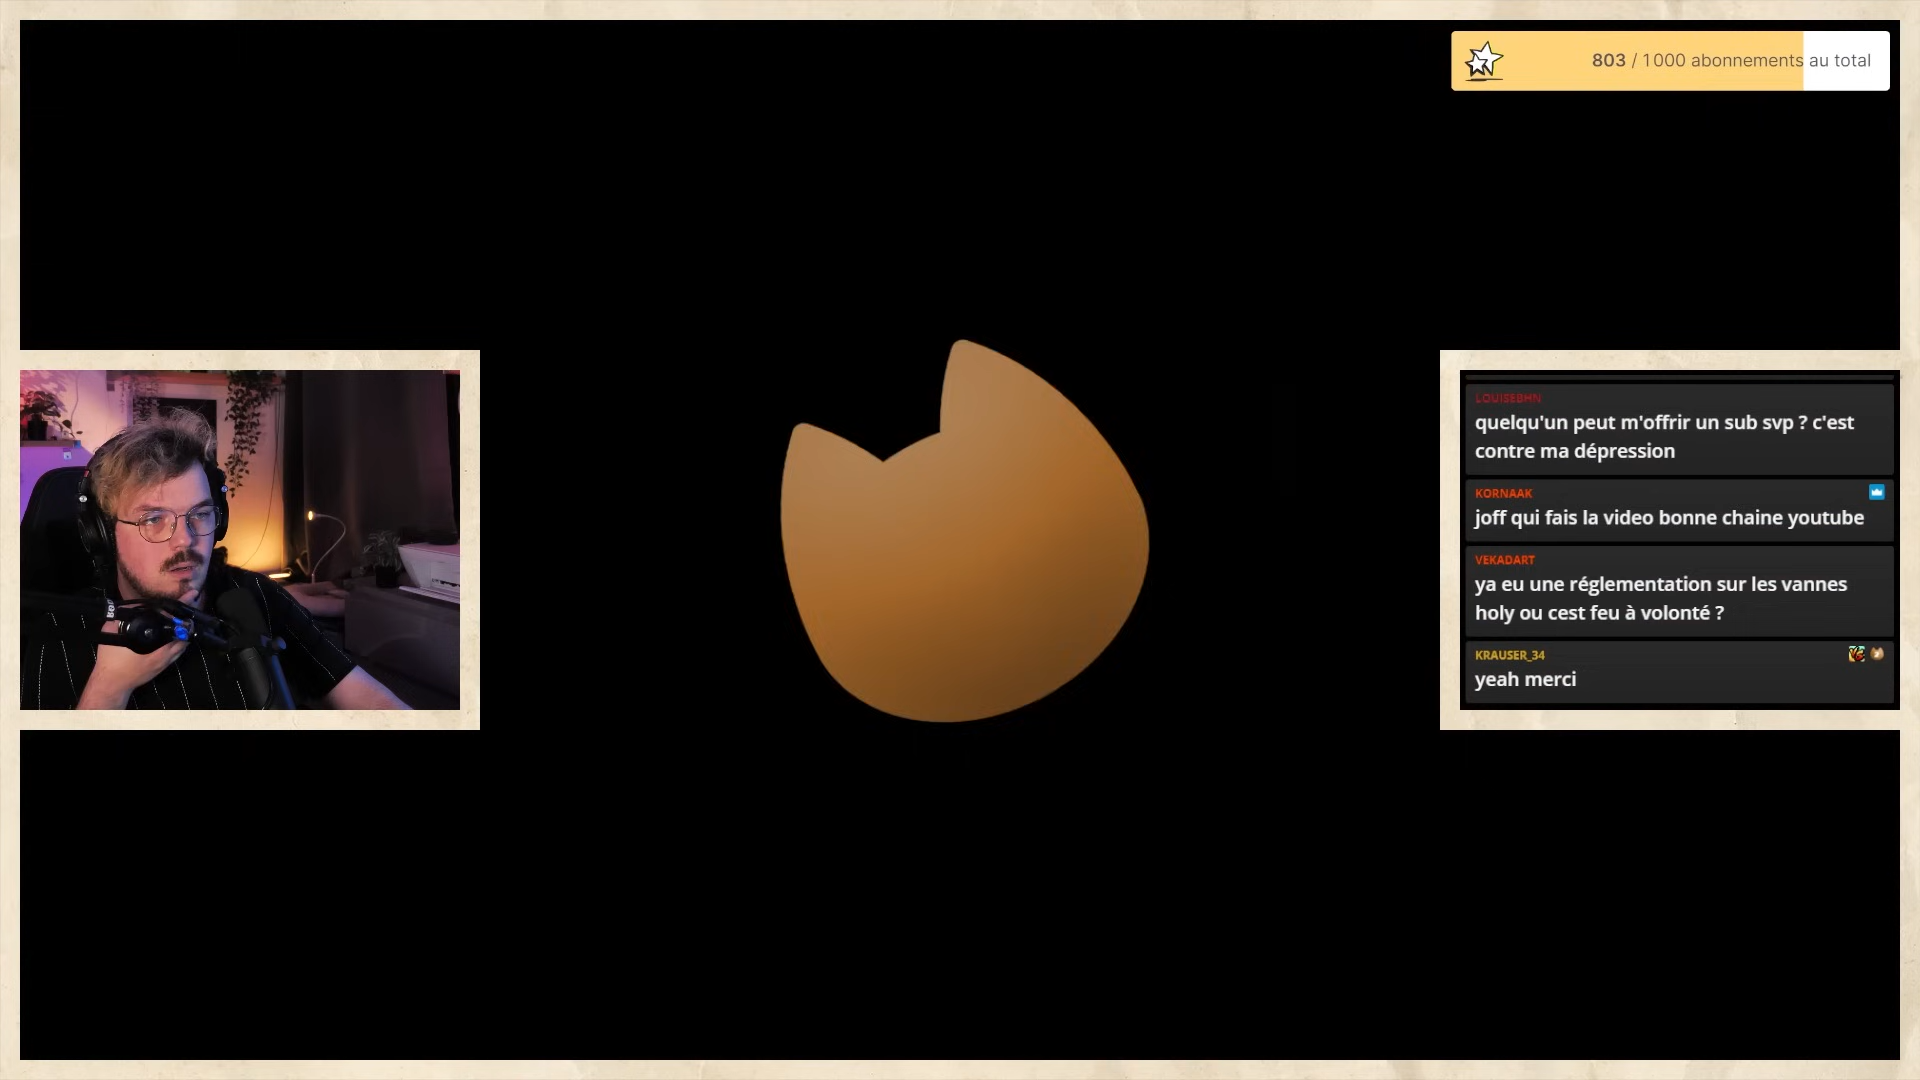 803 / 1000 abonnements au total
LOUISEBHN
quelqu'un peut m'offrir un sub svp ? c'est
contre ma dépression
KORNAAK
joff qui fais la video bonne chaine youtube
VEKADART
ya eu une réglementation sur les vannes
holy ou cest feu à volonté ?
KRAUSER_34
yeah merci